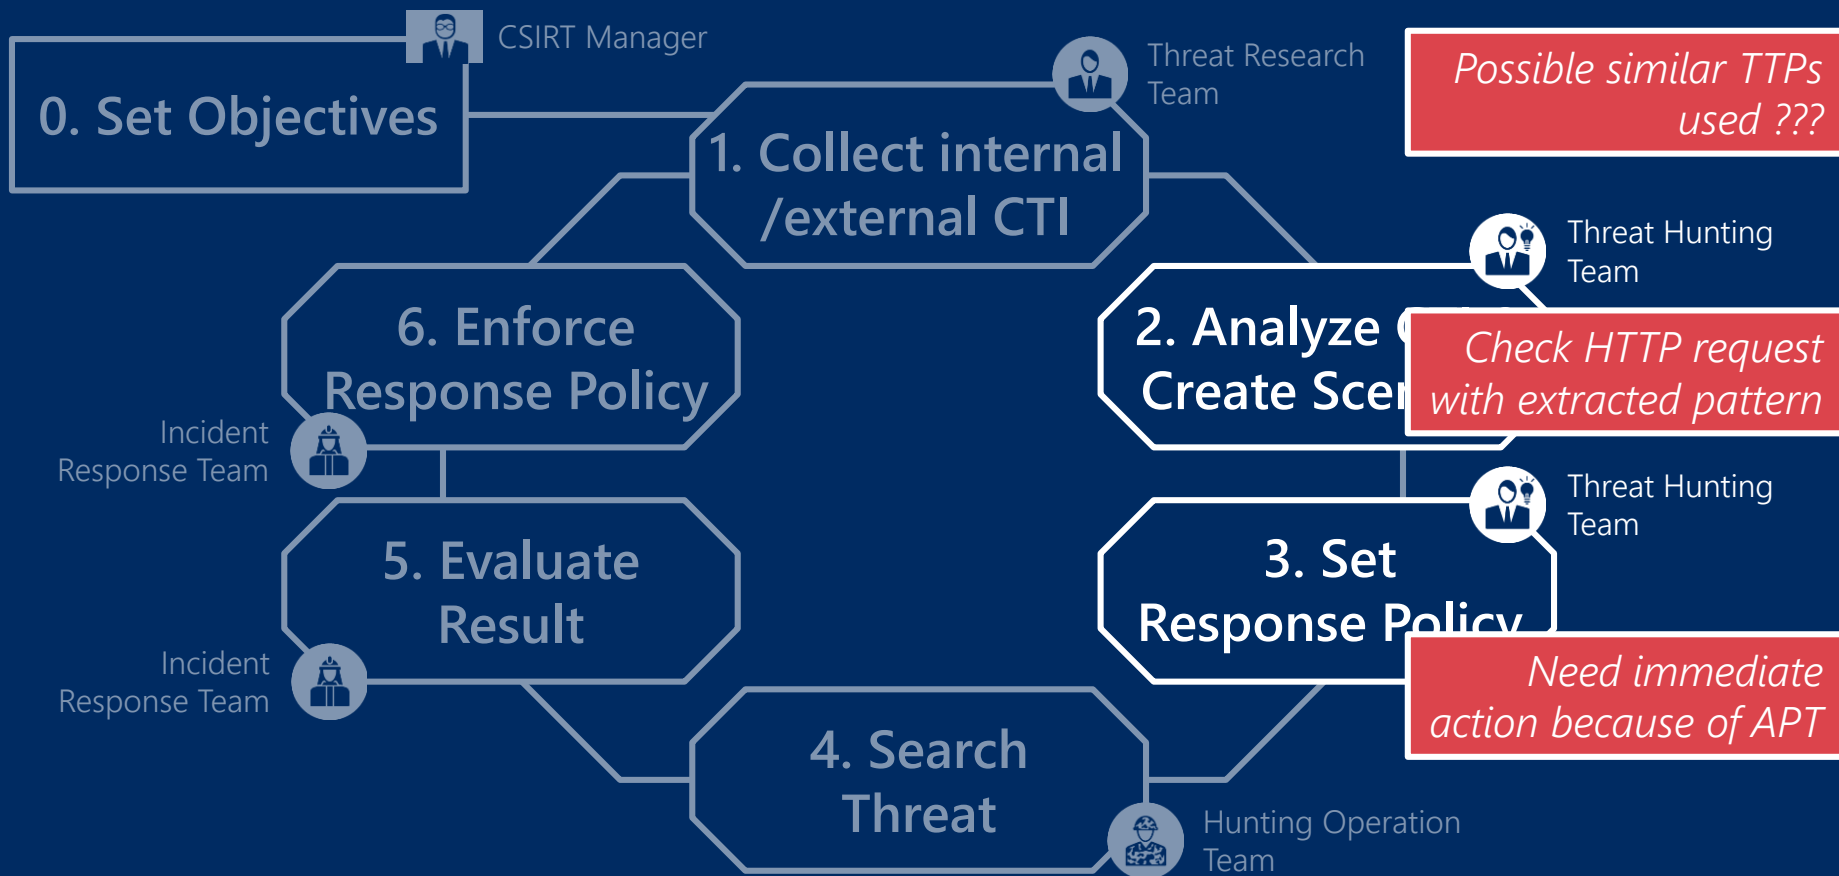 CSIRT Manager
0. Set Objectives
Threat Research
Team
1. Collect internal
/external CTI
Possible similar TTPs
used ???
Threat Hunting
Team
2. Analyze
Create
Check HTTP request
with extracted pattern
6. Enforce
Response Policy
Incident
Response Team
Threat Hunting
Team
3. Set
Response Policy
Need immediate
action because of APT
5. Evaluate
Result
Incident
Response Team
4. Search
Threat
Hunting Operation
Team